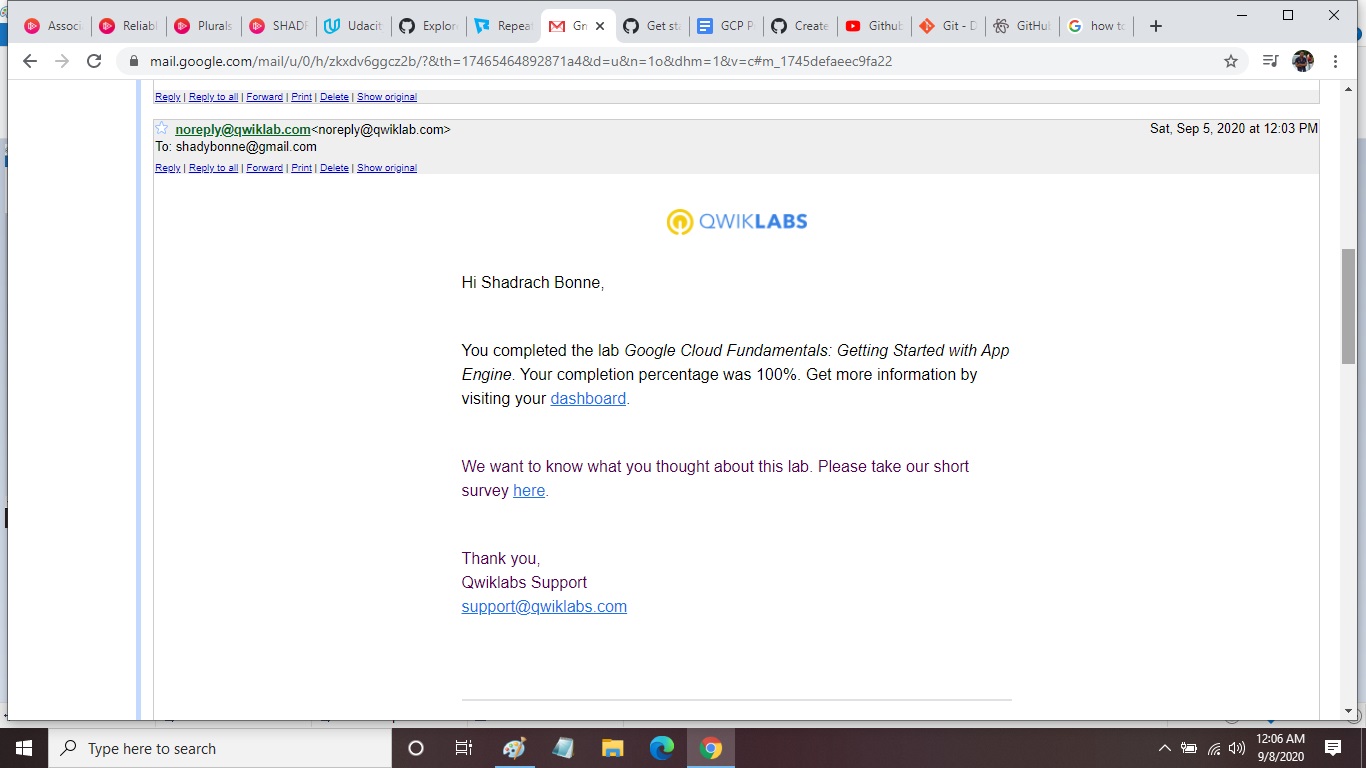 Associ Reliabl Plurals SHADR Udacit Explore Repeat Gr Get sta GCP P Create Github Git - D GitHub how to
mail.google.com/mail/u/0/h/zkxdv6ggcz2b/?&th=17465464892871a4&d=u&n=1o&dhm=1&v=c#m_1745defaeec9fa22
Reply | Reply to all | Forward | Print | Delete | Show original
noreply@qwiklab.com<noreply@qwiklab.com> Sat, Sep 5, 2020 at 12:03 PM
To: shadybonne@gmail.com
Reply | Reply to all | Forward | Print | Delete | Show original
QWIKLABS
Hi Shadrach Bonne,
You completed the lab Google Cloud Fundamentals: Getting Started with App
Engine. Your completion percentage was 100%. Get more information by
visiting your dashboard.
We want to know what you thought about this lab. Please take our short
survey here.
Thank you,
Qwiklabs Support
support@qwiklabs.com
Type here to search
12:06 AM
9/8/2020